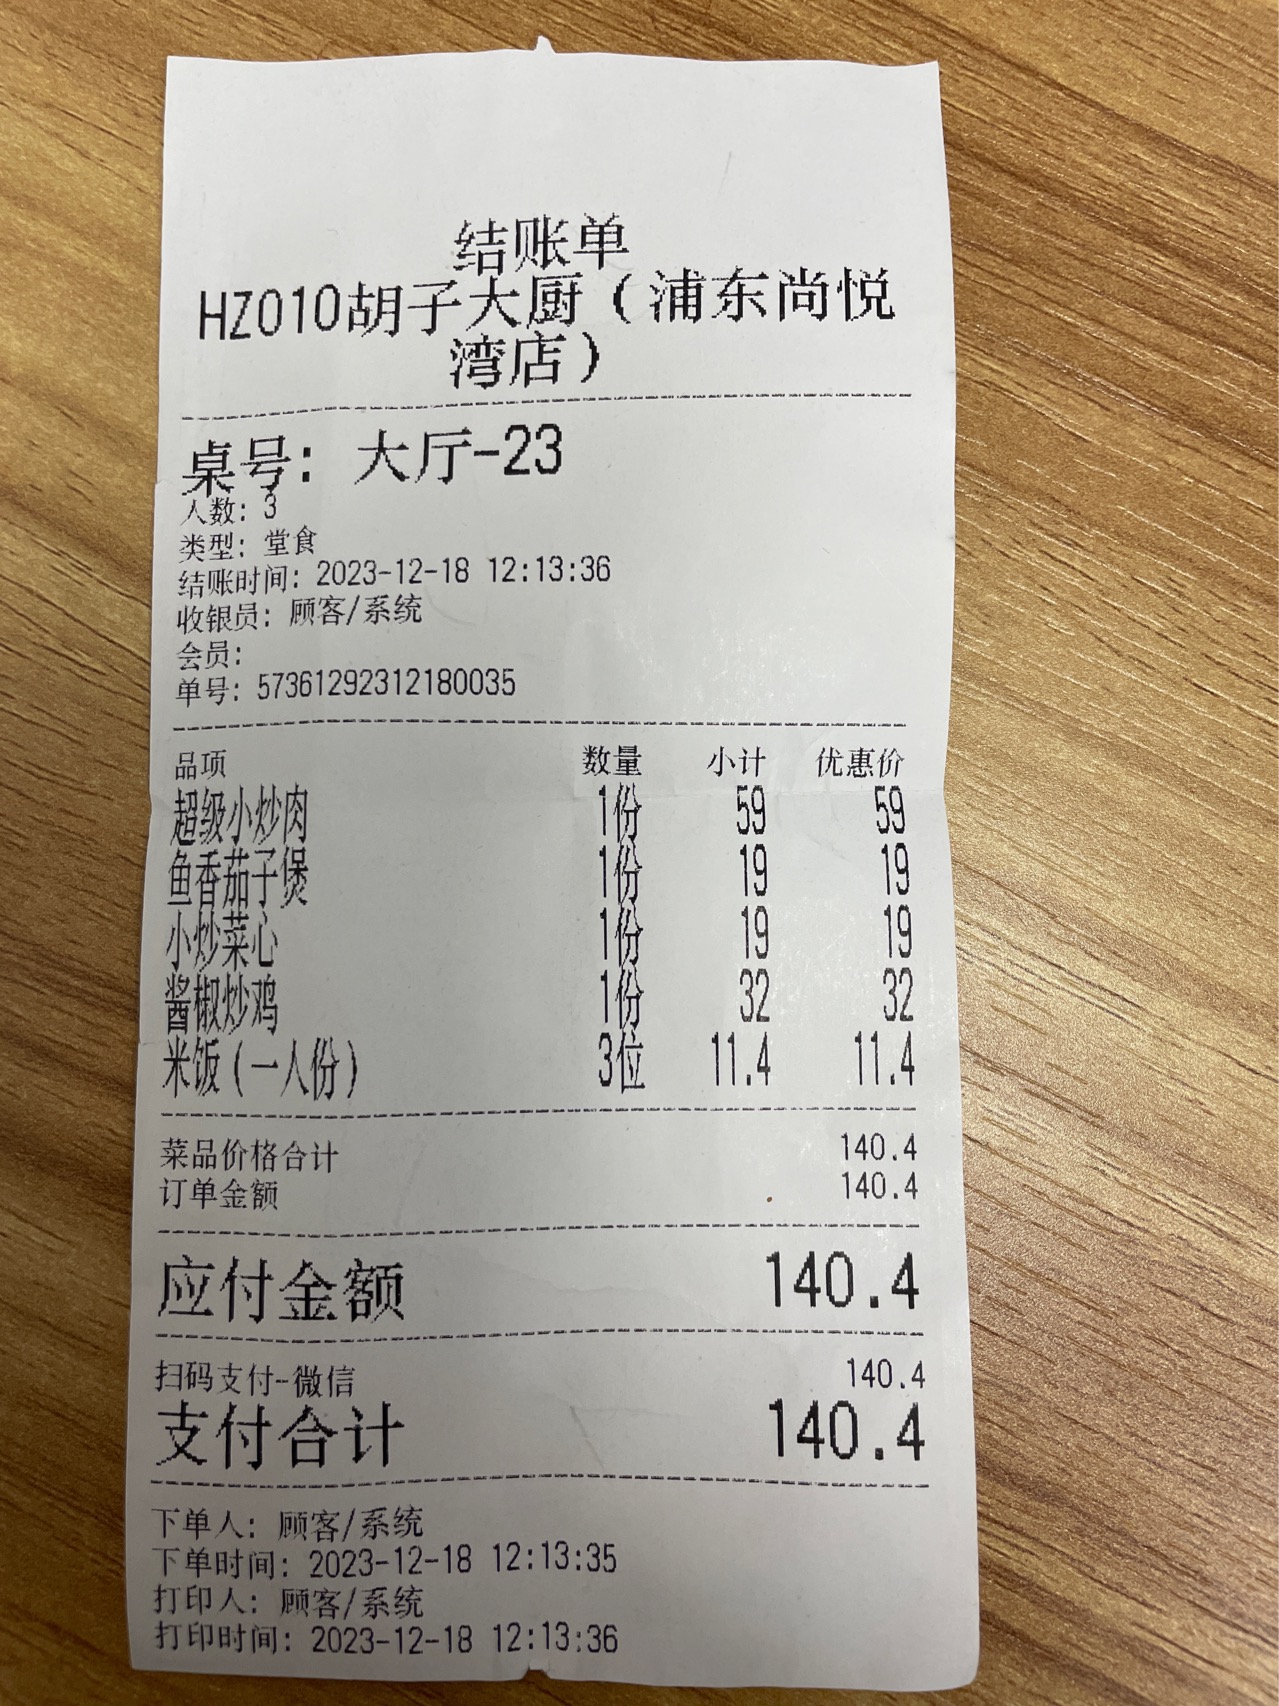 结账单
HZ010胡子大厨（浦东尚悦
湾店）
桌号：大厅-23
人数：3
类型：堂食
结账时间：2023-12-18 12:13:36
收银员：顾客/系统
会员：
单号：57361292312180035
品项 数量 小计 优惠价
超级小炒肉 1份 59 59
鱼香茄子煲 1份 19 19
小炒菜心 1份 19 19
酱椒炒鸡 1份 32 32
米饭（一人份） 3位 11.4 11.4
菜品价格合计 140.4
订单金额 140.4
应付金额 140.4
扫码支付-微信 140.4
支付合计 140.4
下单人：顾客/系统
下单时间：2023-12-18 12:13:35
打印人：顾客/系统
打印时间：2023-12-18 12:13:36